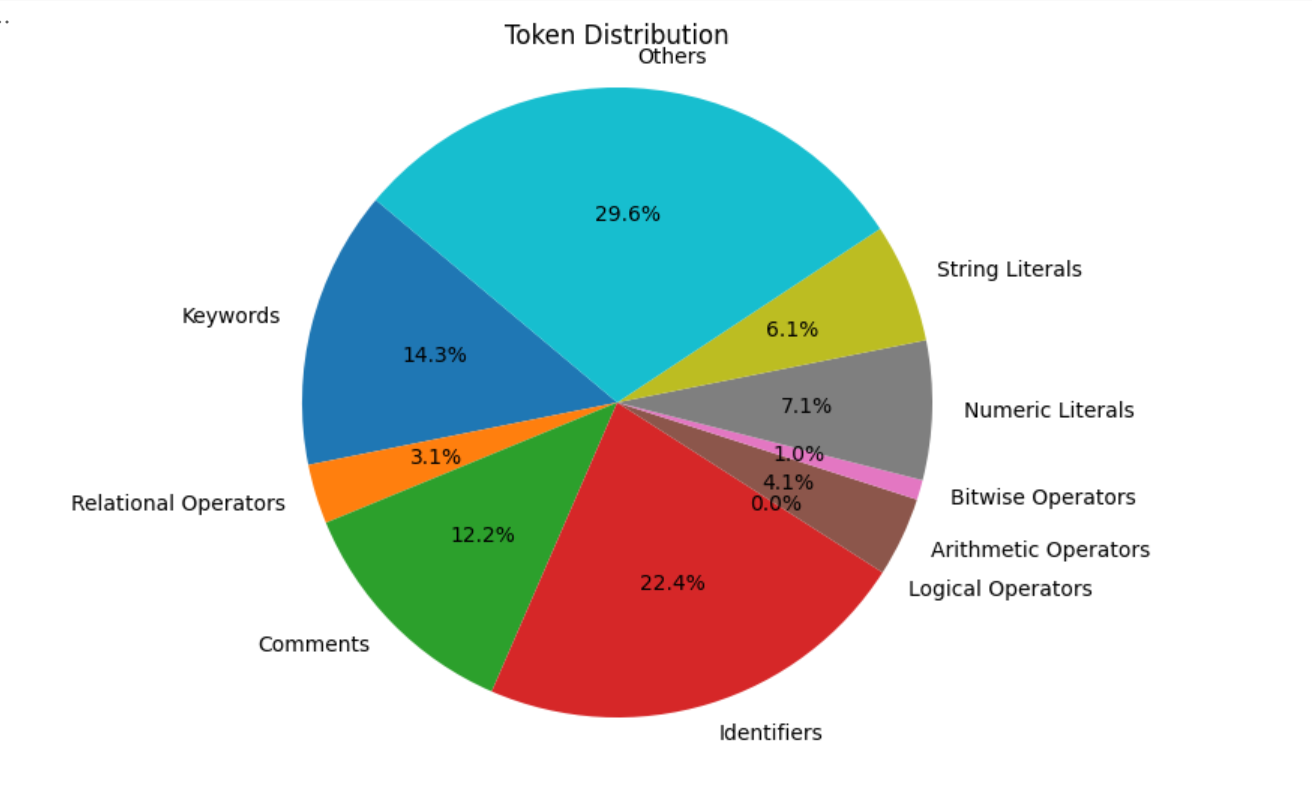 ..
Token Distribution
Others
29.6%
String Literals
6.1%
Keywords
14.3%
7.1%
Numeric Literals
1.0%
3.1%
4.1%
Bitwise Operators
Relational Operators
0.0%
12.2%
Arithmetic Operators
22.4%
Logical Operators
Comments
Identifiers